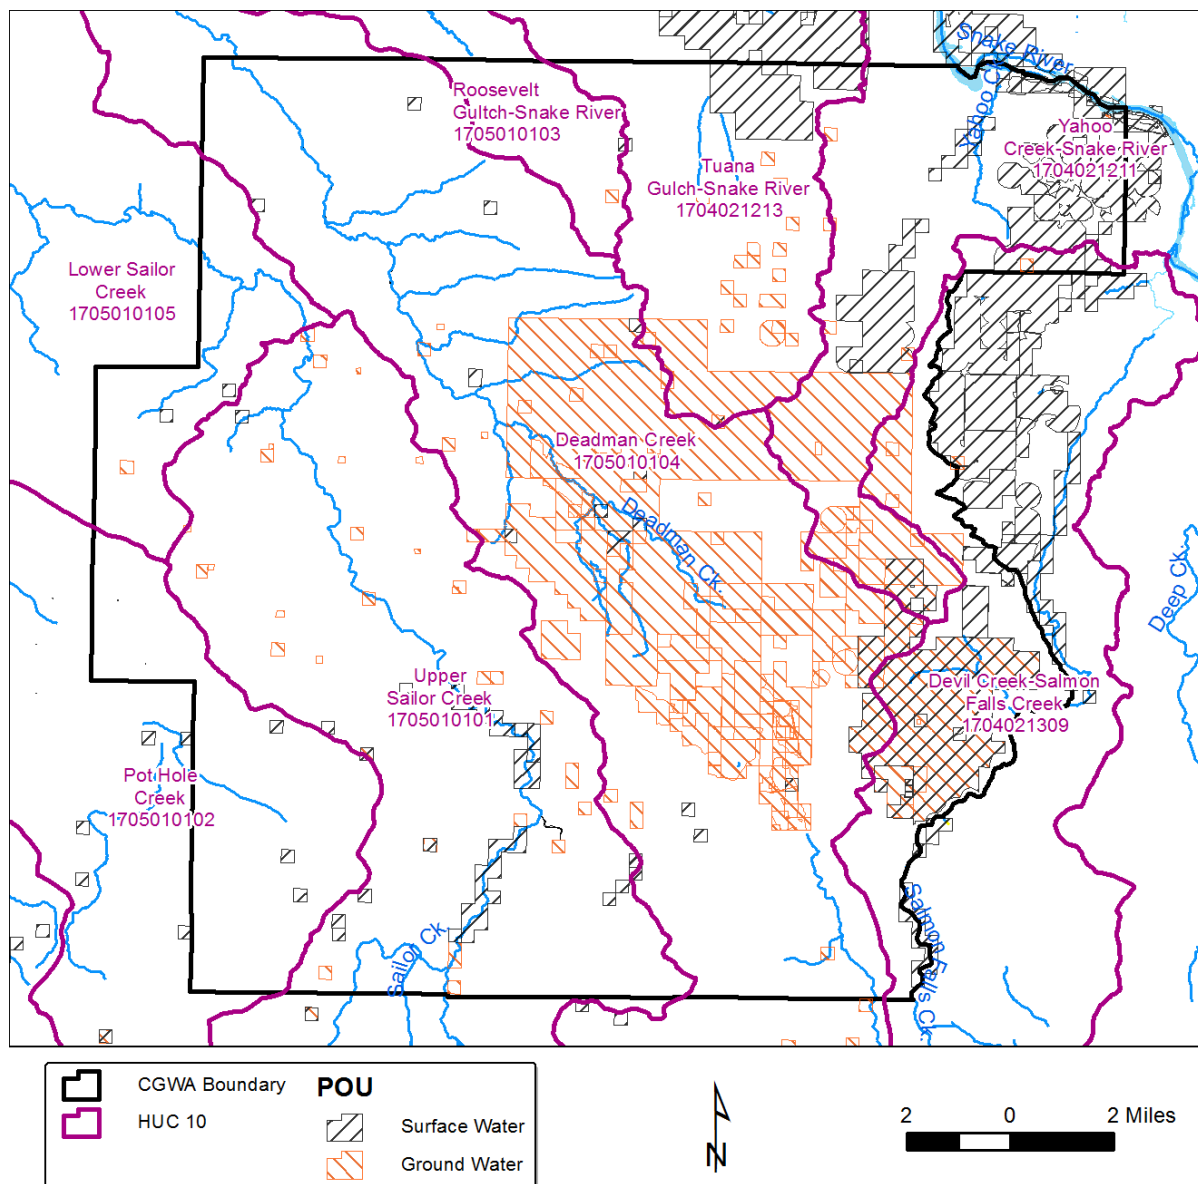 Snake River
Yahoo Ck.
Roosevelt
Gultch-Snake River
1705010103
Yahoo
Creek-Snake River
1704021211
Tuana
Gulch-Snake River
1704021213
Lower Sailor
Creek
1705010105
Deadman Creek
1705010104
Deadman Ck.
Deep Ck.
Upper
Sailor Creek
1705010101
Devil Creek-Salmon
Falls Creek
1704021309
Pot Hole
Creek
1705010102
Sailor Ck.
Salmon Falls Ck.
CGWA Boundary
HUC 10
POU
Surface Water
Ground Water
N
2 0 2 Miles